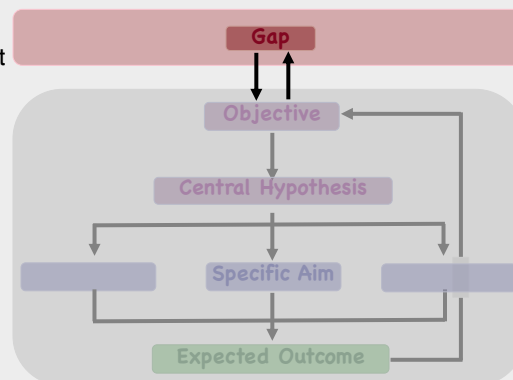 Gap
t
Objective
Central Hypothesis
Specific Aim
Expected Outcome